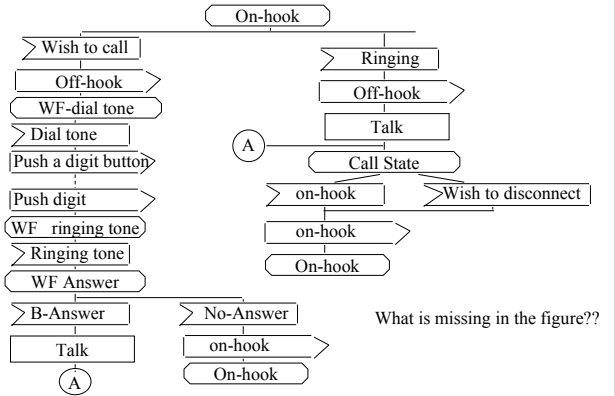 On-hook
Wish to call
Off-hook
WF-dial tone
Dial tone
Push a digit button
Push digit
WF ringing tone
Ringing tone
WF Answer
B-Answer
Talk
A
No-Answer
on-hook
On-hook
Ringing
Off-hook
Talk
A
Call State
on-hook
Wish to disconnect
on-hook
On-hook
What is missing in the figure??